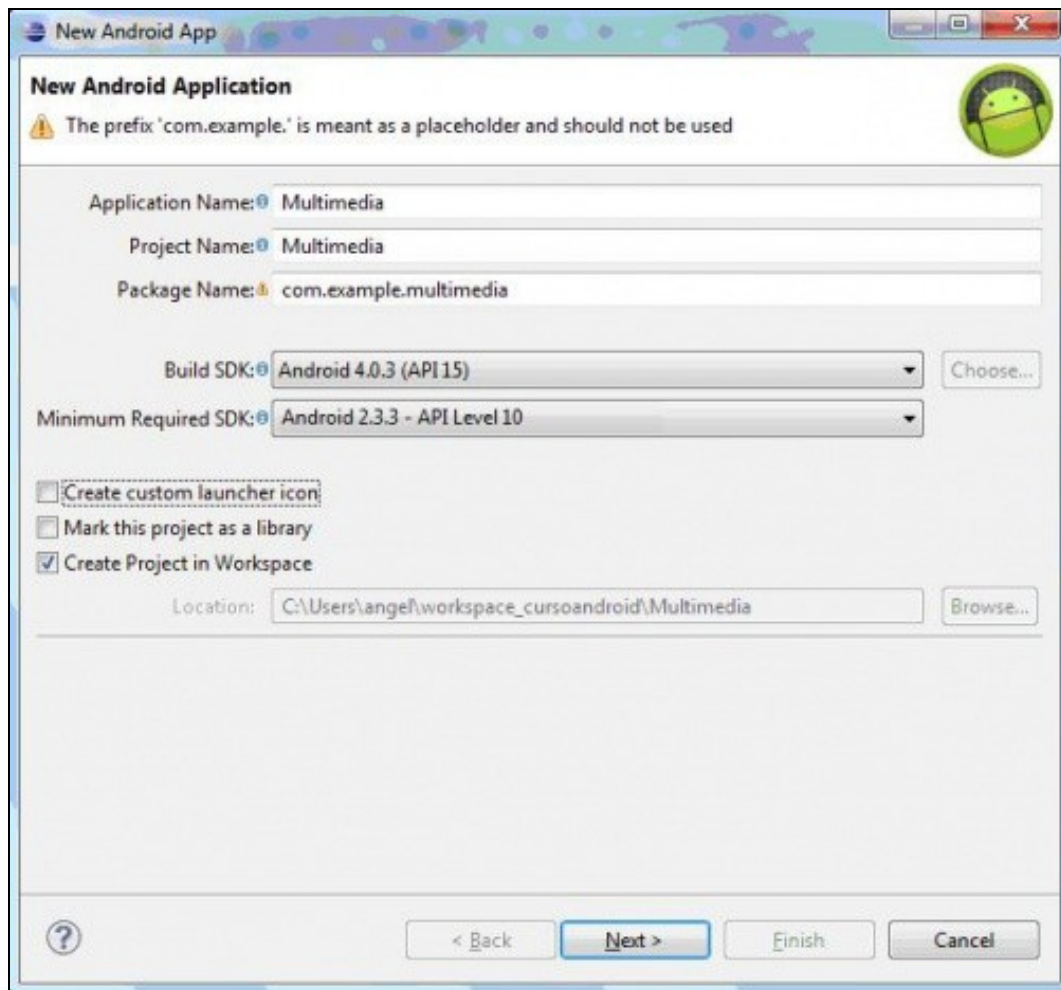 New Android App
New Android Application
The prefix 'com.example.' is meant as a placeholder and should not be used
Application Name: Multimedia
Project Name: Multimedia
Package Name: com.example.multimedia
Build SDK: Android 4.0.3 (API 15) Choose...
Minimum Required SDK: Android 2.3.3 - API Level 10
Create custom launcher icon
Mark this project as a library
Create Project in Workspace
Location: C:\Users\angel\workspace_cursoandroid\Multimedia Browse...
? < Back Next > Finish Cancel